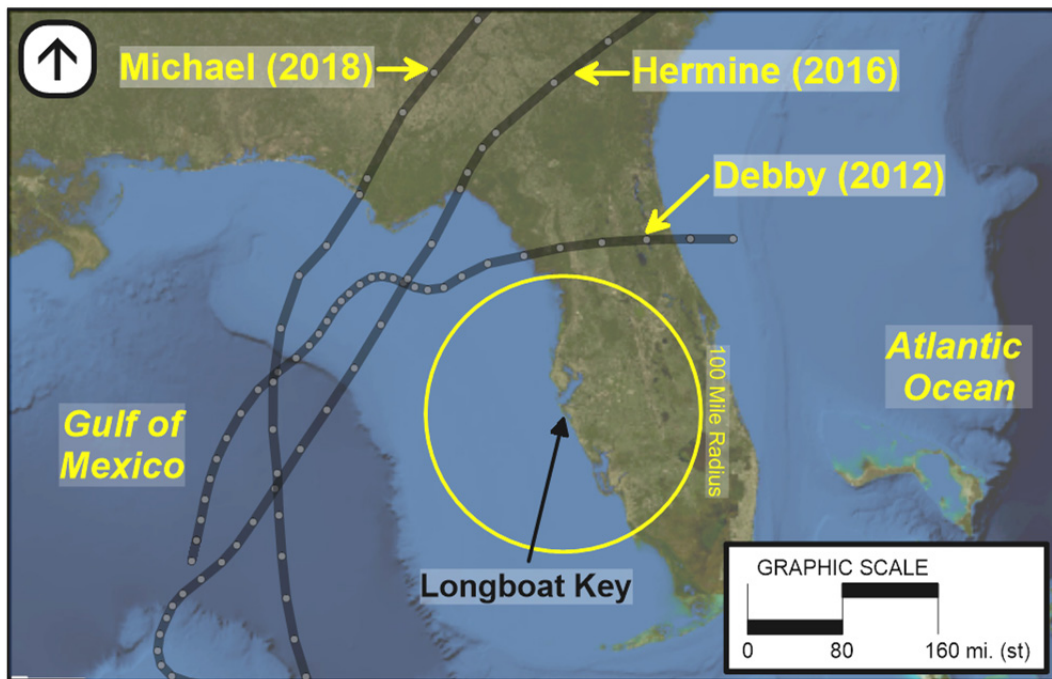 Michael (2018)
Hermine (2016)
Debby (2012)
Atlantic
Ocean
100 Mile Radius
Gulf of
Mexico
Longboat Key
GRAPHIC SCALE
0 80 160 mi. (st)